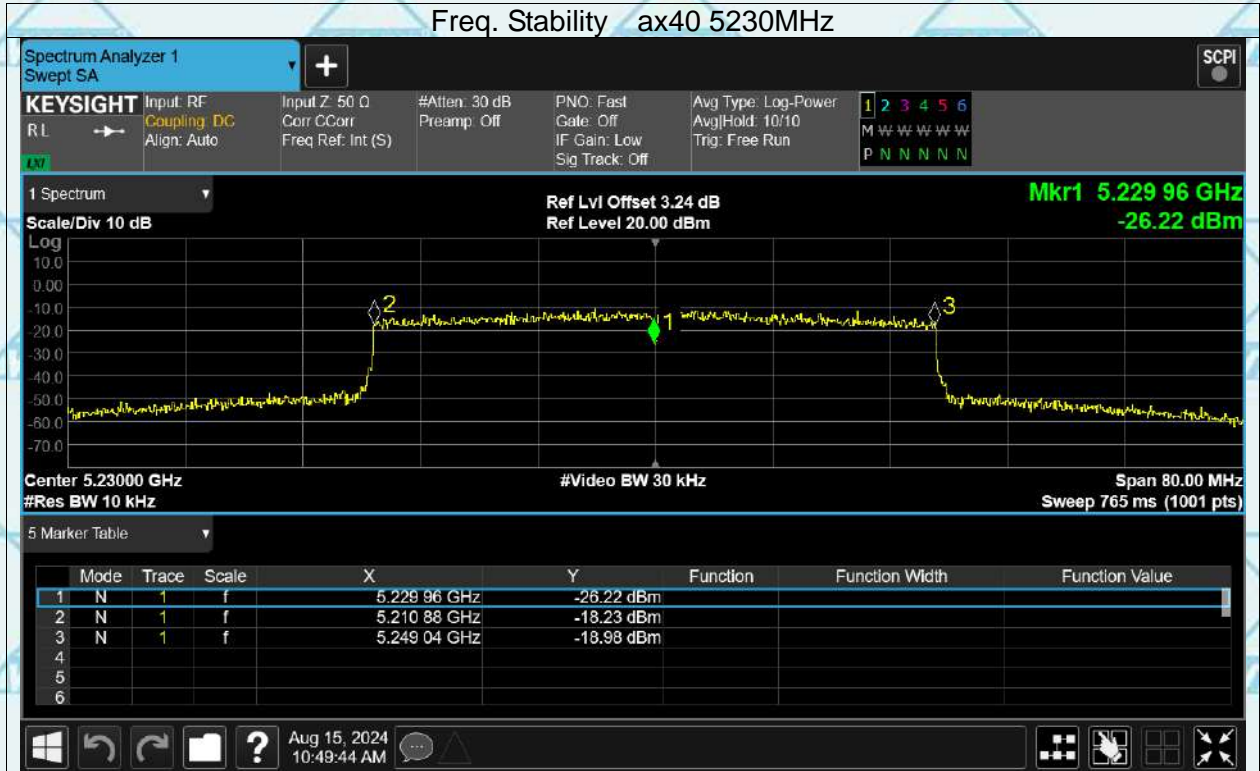 Freq. Stability ax40 5230MHz
Spectrum Analyzer 1
Swept SA
+
SCPI
KEYSIGHT
RL
LXI
Input: RF
Coupling: DC
Align: Auto
Input Z: 50 Ω
Corr CCorr
Freq Ref: Int (S)
#Atten: 30 dB
Preamp: Off
PNO: Fast
Gate: Off
IF Gain: Low
Sig Track: Off
Avg Type: Log-Power
Avg|Hold: 10/10
Trig: Free Run
1 2 3 4 5 6
M W W W W W
P N N N N N
1 Spectrum
Scale/Div 10 dB
Ref Lvl Offset 3.24 dB
Ref Level 20.00 dBm
Mkr1 5.229 96 GHz
-26.22 dBm
Log
10.0
0.00
-10.0
-20.0
-30.0
-40.0
-50.0
-60.0
-70.0
2
1
3
Center 5.23000 GHz
#Res BW 10 kHz
#Video BW 30 kHz
Span 80.00 MHz
Sweep 765 ms (1001 pts)
5 Marker Table
Mode Trace Scale X Y Function Function Width Function Value
1 N 1 f 5.229 96 GHz -26.22 dBm
2 N 1 f 5.210 88 GHz -18.23 dBm
3 N 1 f 5.249 04 GHz -18.98 dBm
4
5
6
?
Aug 15, 2024
10:49:44 AM